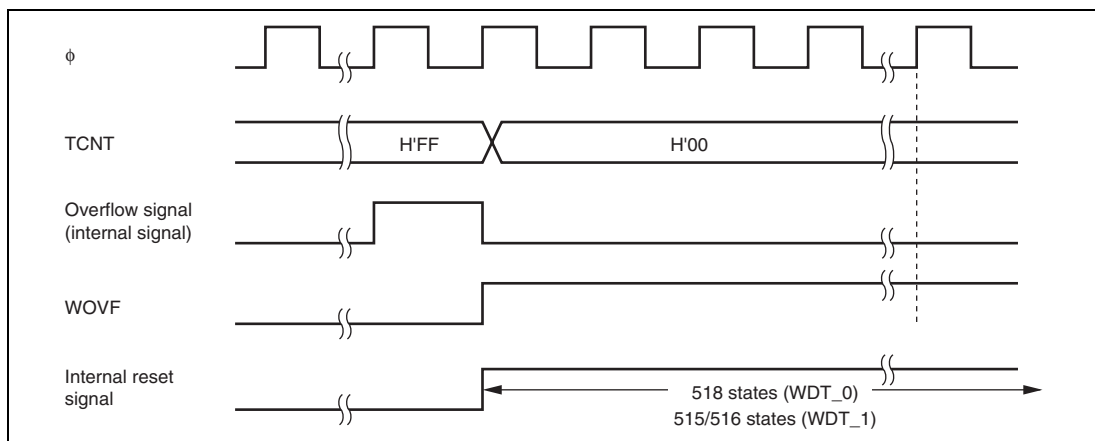 φ
TCNT
H'FF
H'00
Overflow signal
(internal signal)
WOVF
Internal reset
signal
518 states (WDT_0)
515/516 states (WDT_1)